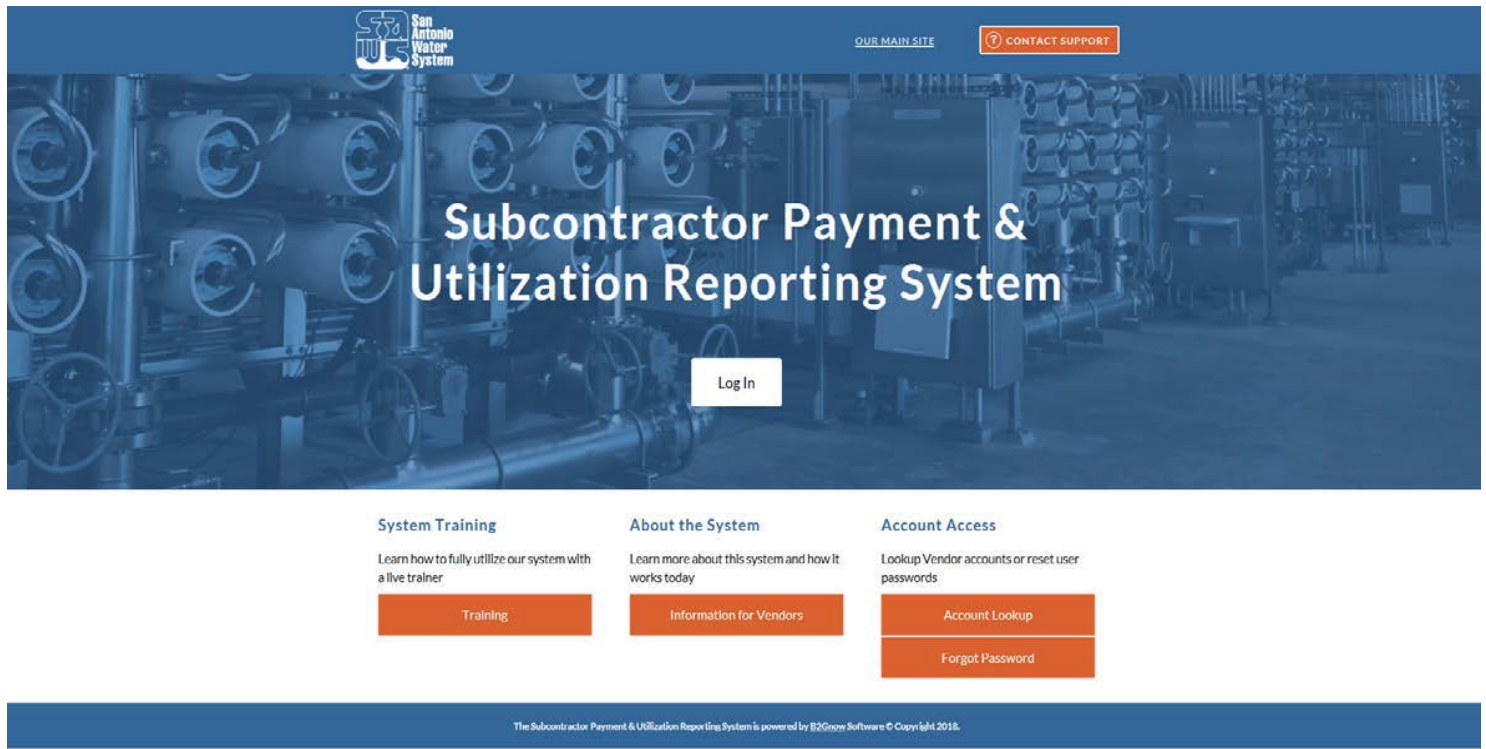 San
Antonio
Water
System
OUR MAIN SITE
? CONTACT SUPPORT
Subcontractor Payment &
Utilization Reporting System
Log In
System Training
Learn how to fully utilize our system with
a live trainer
Training
About the System
Learn more about this system and how it
works today
Information for Vendors
Account Access
Lookup Vendor accounts or reset user
passwords
Account Lookup
Forgot Password
The Subcontractor Payment & Utilization Reporting System is powered by B2Gnow Software © Copyright 2018.